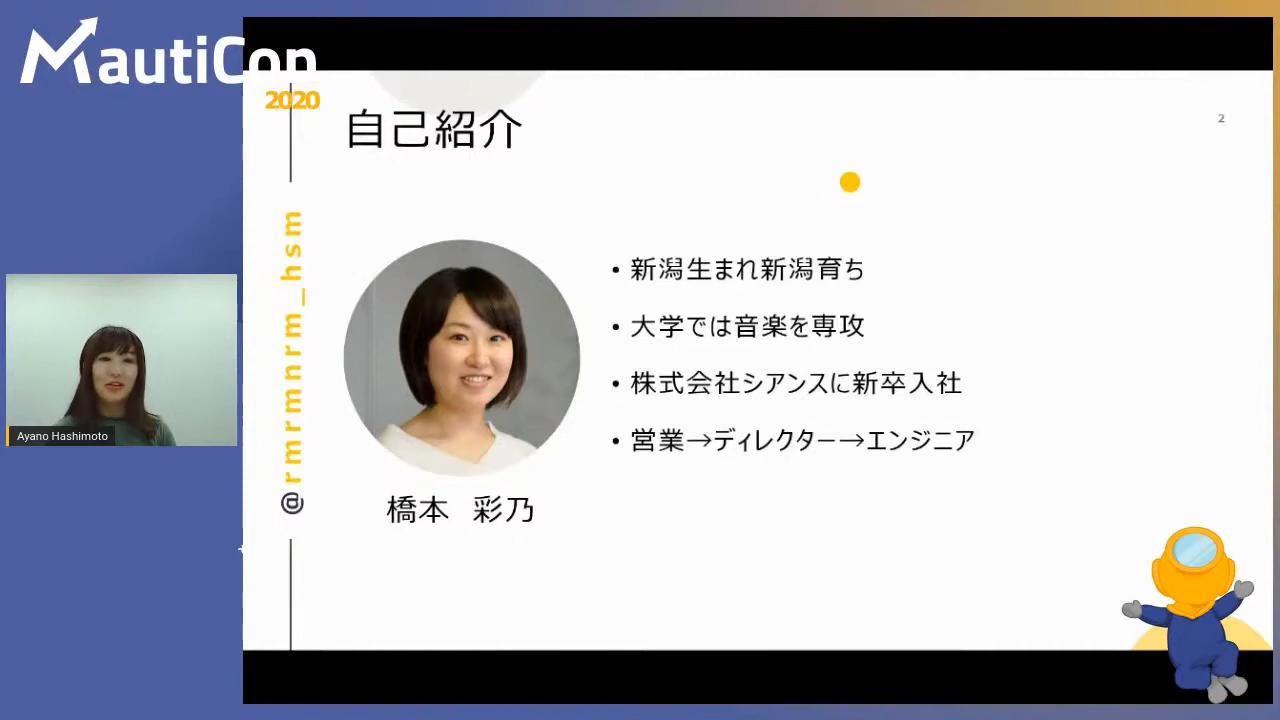 MautiCon
2020
自己紹介
2
@rmrmnrm_hsm
・新潟生まれ新潟育ち
・大学では音楽を専攻
・株式会社シアンスに新卒入社
・営業→ディレクター→エンジニア
橋本　彩乃
Ayano Hashimoto